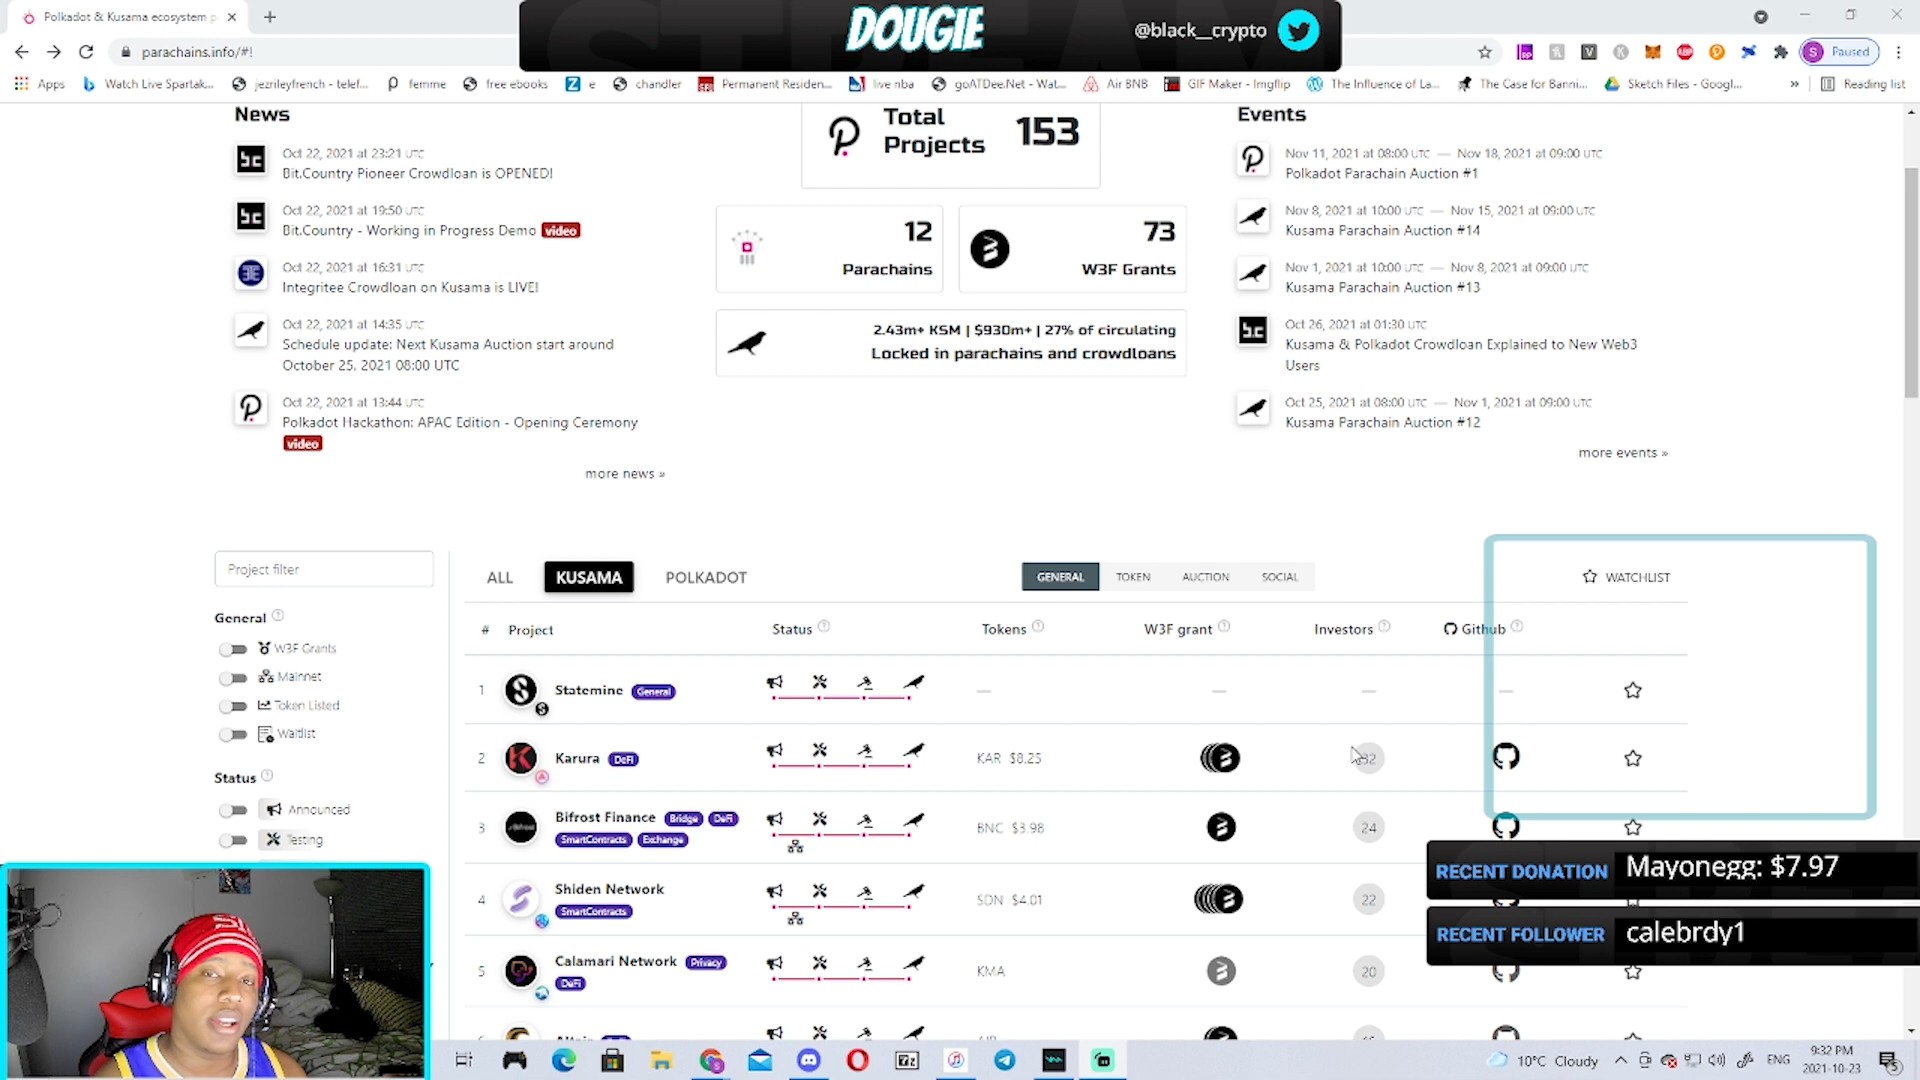 Polkadot & Kusama ecosystem p
DOUGIE
@black__crypto
parachains.info/#!
Paused
Apps
Watch Live Spartak...
jezrileyfrench - telef...
femme
free ebooks
e
chandler
Permanent Residen...
live nba
goATDee.Net - Wat...
Air BNB
GIF Maker - Imgflip
The Influence of La...
The Case for Banni...
Sketch Files - Googl...
»
Reading list
News
Oct 22, 2021 at 23:21 UTC
Bit.Country Pioneer Crowdloan is OPENED!
Oct 22, 2021 at 19:50 UTC
Bit.Country - Working in Progress Demo video
Oct 22, 2021 at 16:31 UTC
Integritee Crowdloan on Kusama is LIVE!
Oct 22, 2021 at 14:35 UTC
Schedule update: Next Kusama Auction start around
October 25, 2021 08:00 UTC
Oct 22, 2021 at 13:44 UTC
Polkadot Hackathon: APAC Edition - Opening Ceremony
video
more news »
Total
Projects
153
12
Parachains
73
W3F Grants
2.43m+ KSM | $930m+ | 27% of circulating
Locked in parachains and crowdloans
Events
Nov 11, 2021 at 08:00 UTC — Nov 18, 2021 at 09:00 UTC
Polkadot Parachain Auction #1
Nov 8, 2021 at 10:00 UTC — Nov 15, 2021 at 09:00 UTC
Kusama Parachain Auction #14
Nov 1, 2021 at 10:00 UTC — Nov 8, 2021 at 09:00 UTC
Kusama Parachain Auction #13
Oct 26, 2021 at 01:30 UTC
Kusama & Polkadot Crowdloan Explained to New Web3
Users
Oct 25, 2021 at 08:00 UTC — Nov 1, 2021 at 09:00 UTC
Kusama Parachain Auction #12
more events »
Project filter
General
W3F Grants
Mainnet
Token Listed
Waitlist
Status
Announced
Testing
ALL KUSAMA POLKADOT
GENERAL TOKEN AUCTION SOCIAL
WATCHLIST
# Project Status Tokens W3F grant Investors Github
1 Statemine General
2 Karura DeFi KAR $8.25 32
3 Bifrost Finance Bridge DeFi
SmartContracts Exchange
BNC $3.98 24
4 Shiden Network
SmartContracts
SDN $4.01 22
5 Calamari Network Privacy
DeFi
KMA 20
RECENT DONATION Mayonegg: $7.97
RECENT FOLLOWER calebrdy1
10°C Cloudy
ENG
9:32 PM
2021-10-23